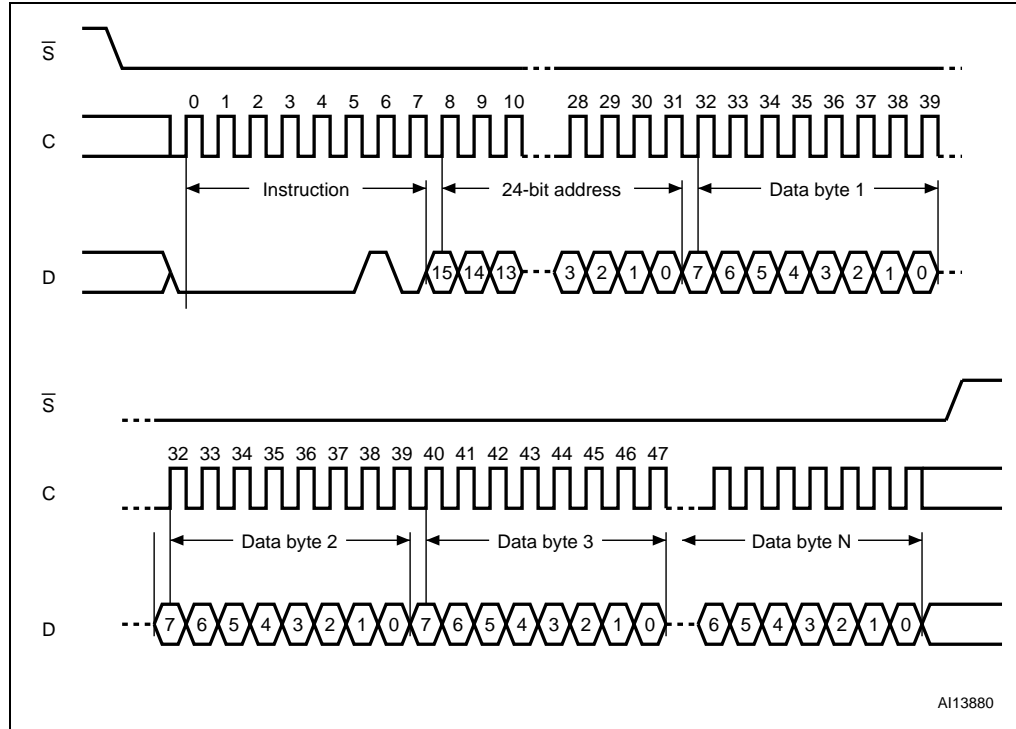 S
0 1 2 3 4 5 6 7 8 9 10 28 29 30 31 32 33 34 35 36 37 38 39
C
Instruction 24-bit address Data byte 1
D 15 14 13 3 2 1 0 7 6 5 4 3 2 1 0
S
32 33 34 35 36 37 38 39 40 41 42 43 44 45 46 47
C
Data byte 2 Data byte 3 Data byte N
D 7 6 5 4 3 2 1 0 7 6 5 4 3 2 1 0 6 5 4 3 2 1 0
AI13880